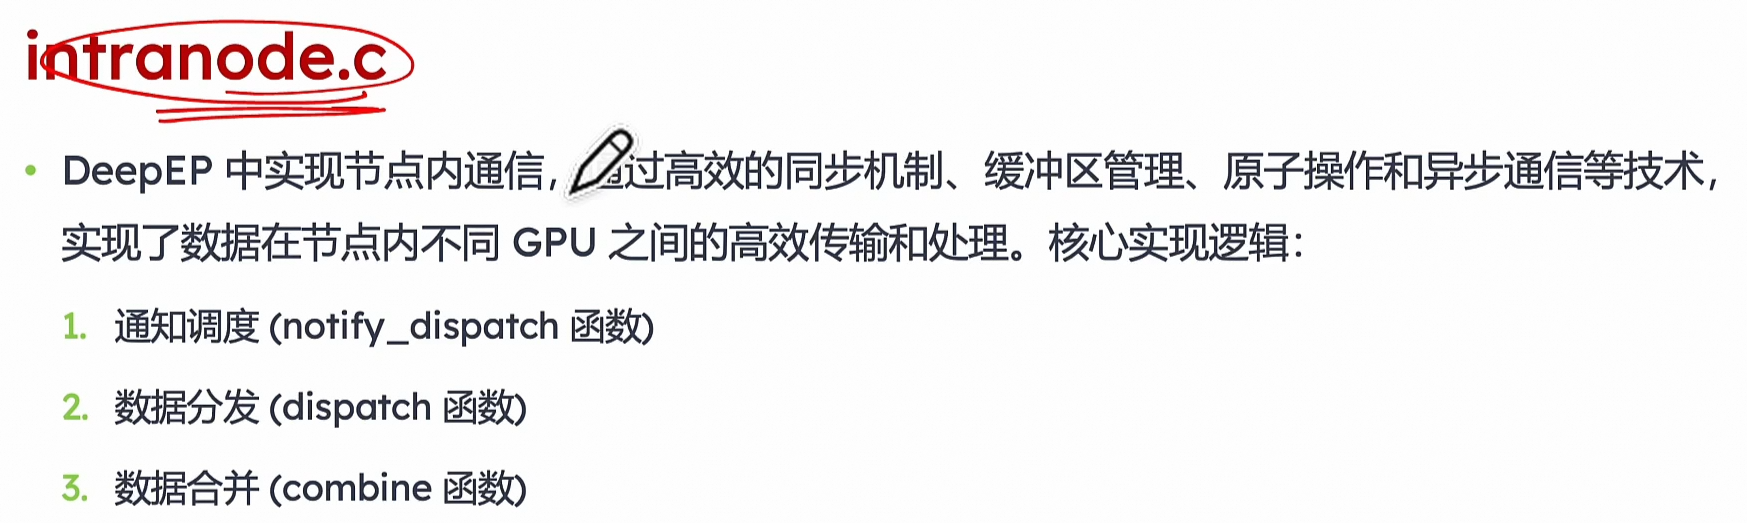 intranode.c
• DeepEP 中实现节点内通信,过高效的同步机制、缓冲区管理、原子操作和异步通信等技术,
实现了数据在节点内不同 GPU 之间的高效传输和处理。核心实现逻辑:
1. 通知调度 (notify_dispatch 函数)
2. 数据分发 (dispatch 函数)
3. 数据合并 (combine 函数)